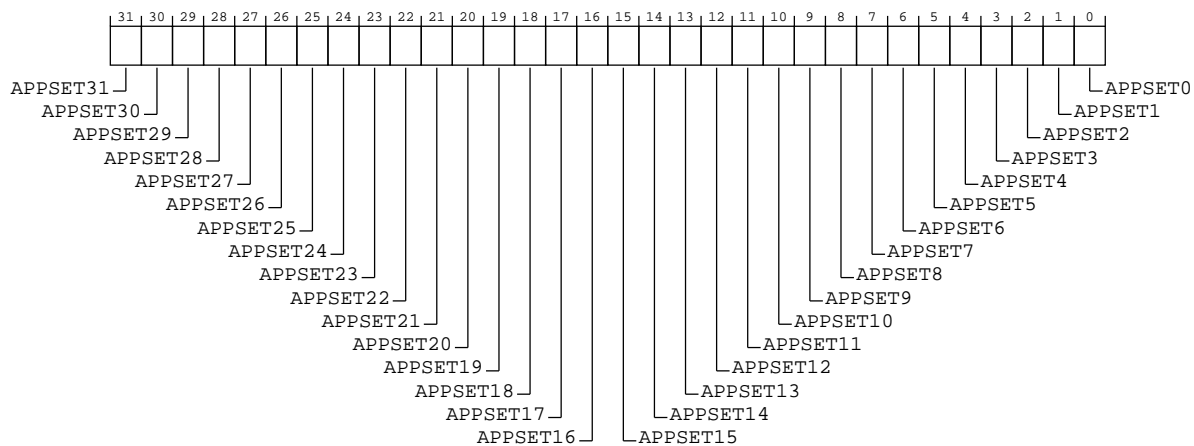 31 30 29 28 27 26 25 24 23 22 21 20 19 18 17 16 15 14 13 12 11 10 9 8 7 6 5 4 3 2 1 0
APPSET31 APPSET0
APPSET30 APPSET1
APPSET29 APPSET2
APPSET28 APPSET3
APPSET27 APPSET4
APPSET26 APPSET5
APPSET25 APPSET6
APPSET24 APPSET7
APPSET23 APPSET8
APPSET22 APPSET9
APPSET21 APPSET10
APPSET20 APPSET11
APPSET19 APPSET12
APPSET18 APPSET13
APPSET17 APPSET14
APPSET16 APPSET15